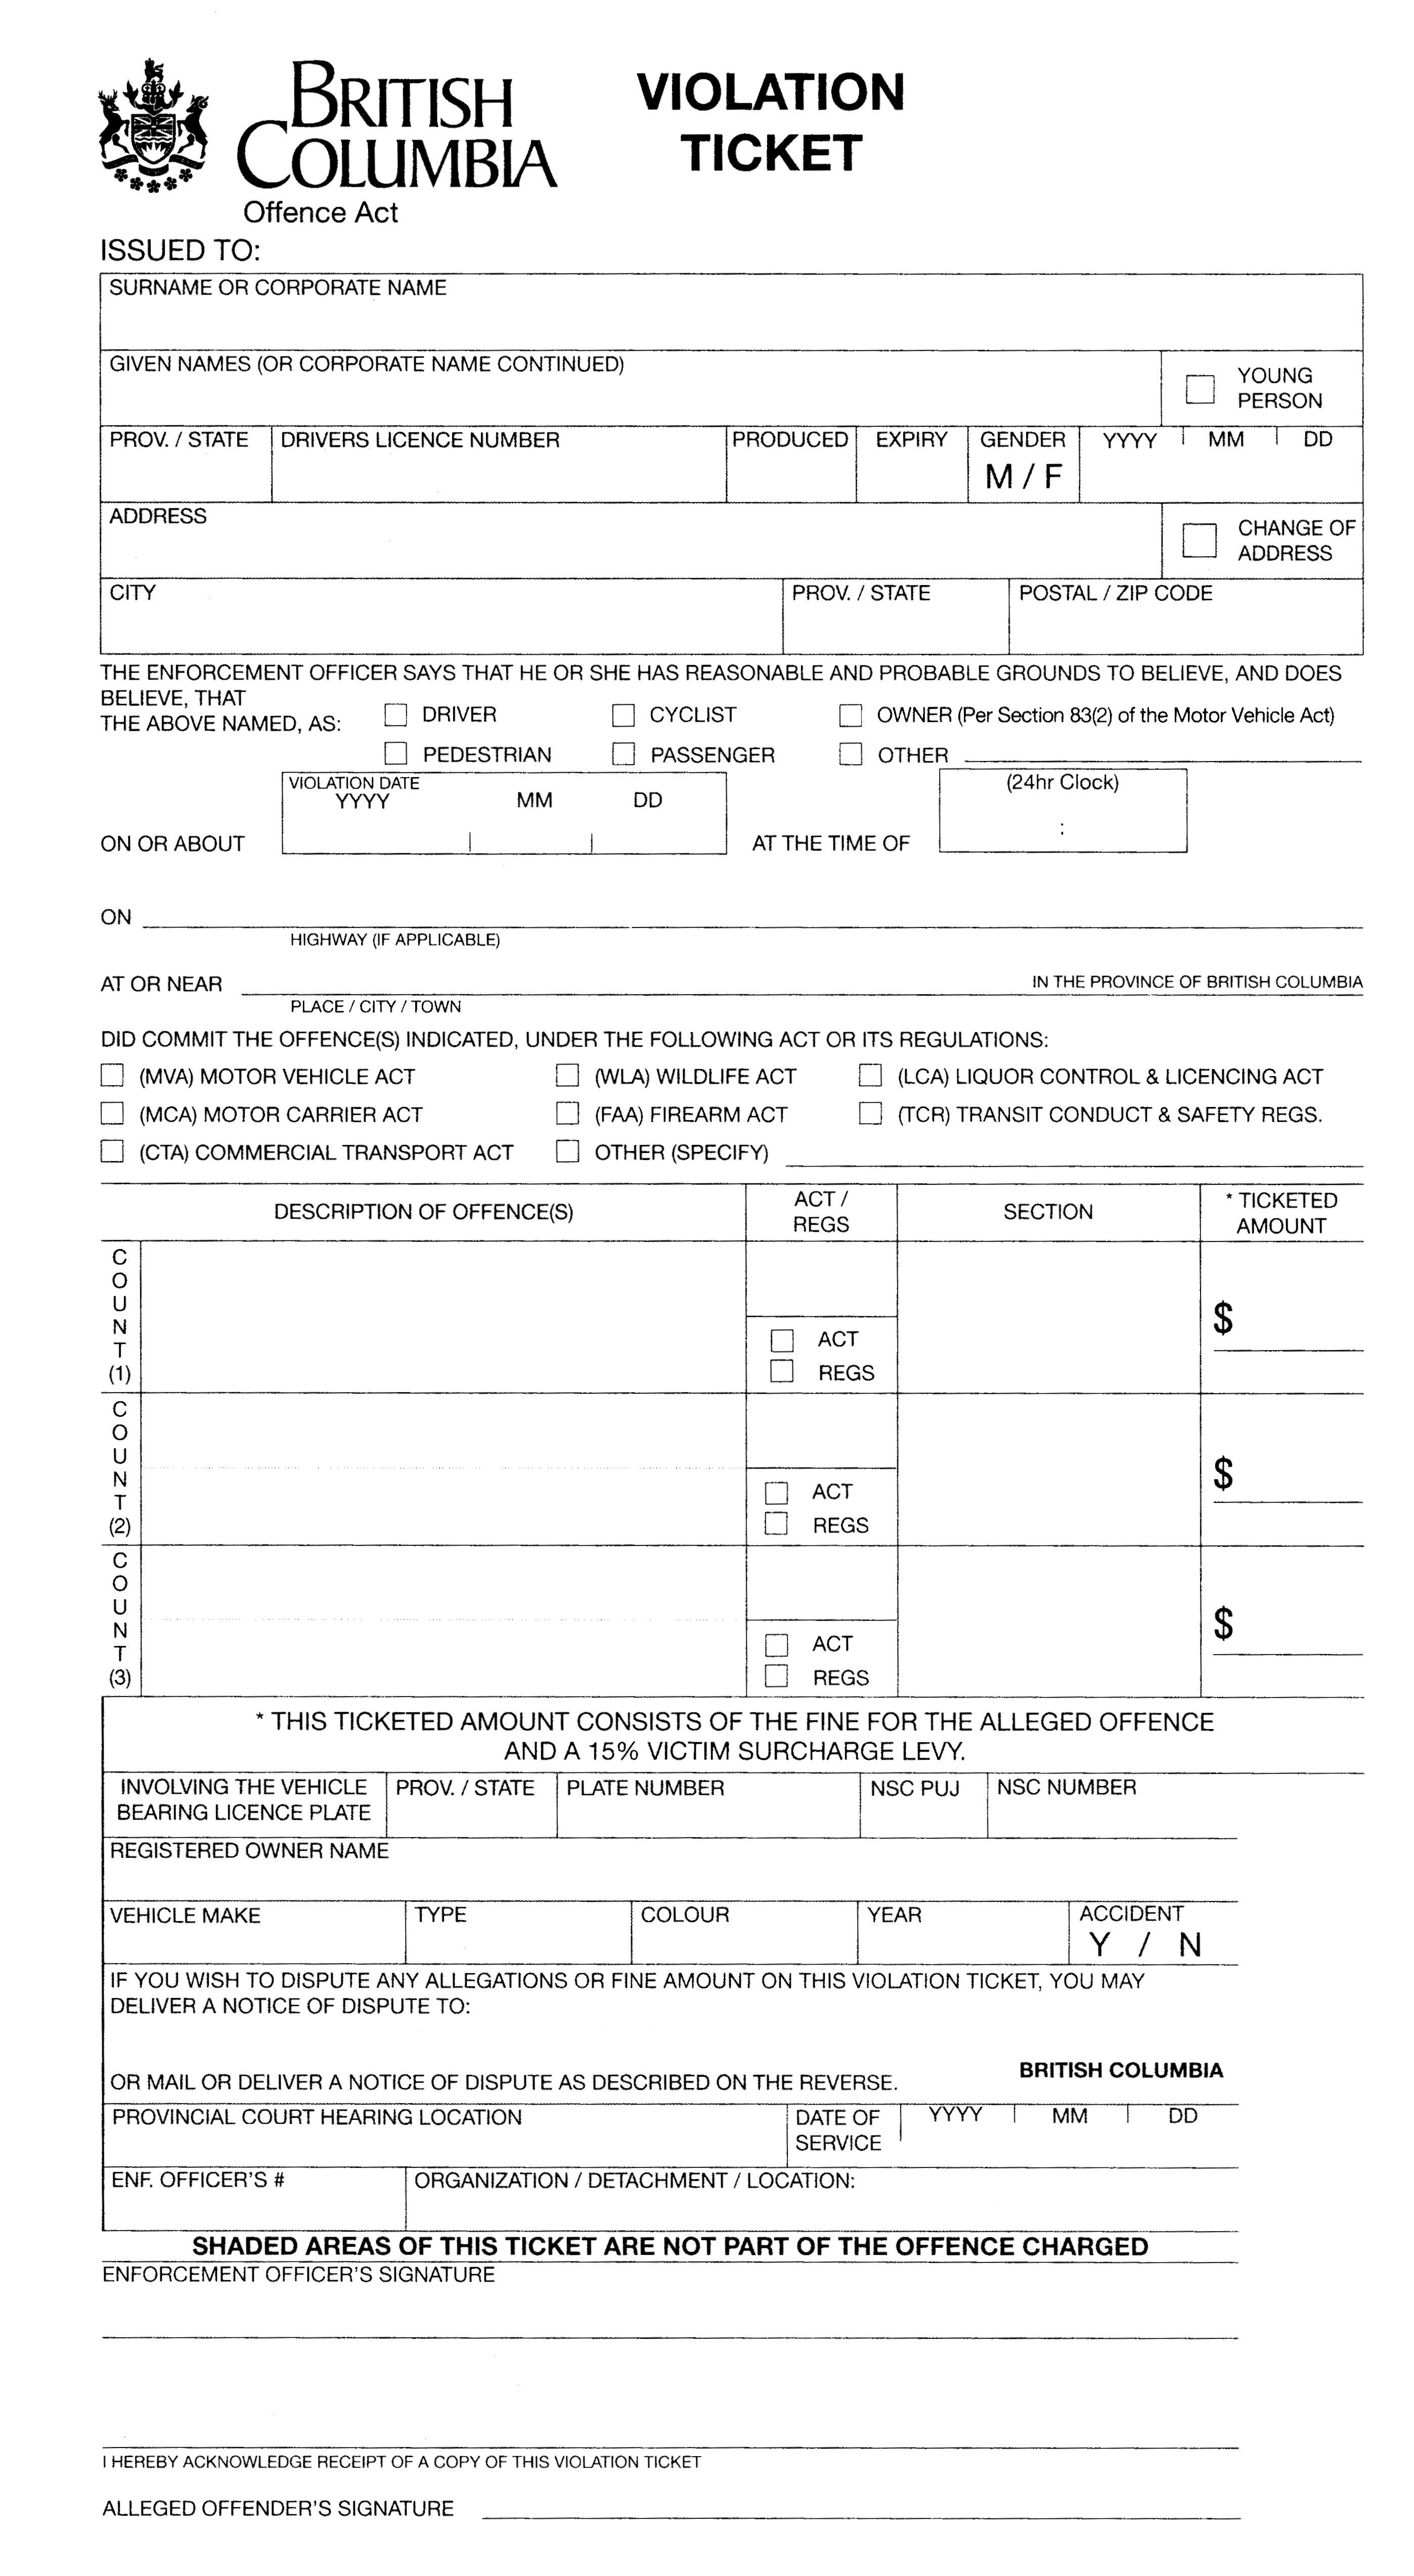 BRITISH
COLUMBIA
VIOLATION
TICKET
Offence Act
ISSUED TO:
SURNAME OR CORPORATE NAME
GIVEN NAMES (OR CORPORATE NAME CONTINUED)
YOUNG
PERSON
PROV. / STATE DRIVERS LICENCE NUMBER PRODUCED EXPIRY GENDER YYYY MM DD
M / F
ADDRESS
CHANGE OF
ADDRESS
CITY PROV. / STATE POSTAL / ZIP CODE
THE ENFORCEMENT OFFICER SAYS THAT HE OR SHE HAS REASONABLE AND PROBABLE GROUNDS TO BELIEVE, AND DOES
BELIEVE, THAT
THE ABOVE NAMED, AS: DRIVER CYCLIST OWNER (Per Section 83(2) of the Motor Vehicle Act)
PEDESTRIAN PASSENGER OTHER
VIOLATION DATE (24hr Clock)
YYYY MM DD
:
ON OR ABOUT AT THE TIME OF
ON
HIGHWAY (IF APPLICABLE)
AT OR NEAR IN THE PROVINCE OF BRITISH COLUMBIA
PLACE / CITY / TOWN
DID COMMIT THE OFFENCE(S) INDICATED, UNDER THE FOLLOWING ACT OR ITS REGULATIONS:
(MVA) MOTOR VEHICLE ACT (WLA) WILDLIFE ACT (LCA) LIQUOR CONTROL & LICENCING ACT
(MCA) MOTOR CARRIER ACT (FAA) FIREARM ACT (TCR) TRANSIT CONDUCT & SAFETY REGS.
(CTA) COMMERCIAL TRANSPORT ACT OTHER (SPECIFY)
DESCRIPTION OF OFFENCE(S) ACT / REGS SECTION * TICKETED AMOUNT
COUNT (1)
$
ACT
REGS
COUNT (2)
$
ACT
REGS
COUNT (3)
$
ACT
REGS
* THIS TICKETED AMOUNT CONSISTS OF THE FINE FOR THE ALLEGED OFFENCE
AND A 15% VICTIM SURCHARGE LEVY.
INVOLVING THE VEHICLE
BEARING LICENCE PLATE
PROV. / STATE PLATE NUMBER NSC PUJ NSC NUMBER
REGISTERED OWNER NAME
VEHICLE MAKE TYPE COLOUR YEAR ACCIDENT
Y / N
IF YOU WISH TO DISPUTE ANY ALLEGATIONS OR FINE AMOUNT ON THIS VIOLATION TICKET, YOU MAY
DELIVER A NOTICE OF DISPUTE TO:
BRITISH COLUMBIA
OR MAIL OR DELIVER A NOTICE OF DISPUTE AS DESCRIBED ON THE REVERSE.
PROVINCIAL COURT HEARING LOCATION DATE OF SERVICE YYYY MM DD
ENF. OFFICER'S # ORGANIZATION / DETACHMENT / LOCATION:
SHADED AREAS OF THIS TICKET ARE NOT PART OF THE OFFENCE CHARGED
ENFORCEMENT OFFICER'S SIGNATURE
I HEREBY ACKNOWLEDGE RECEIPT OF A COPY OF THIS VIOLATION TICKET
ALLEGED OFFENDER'S SIGNATURE